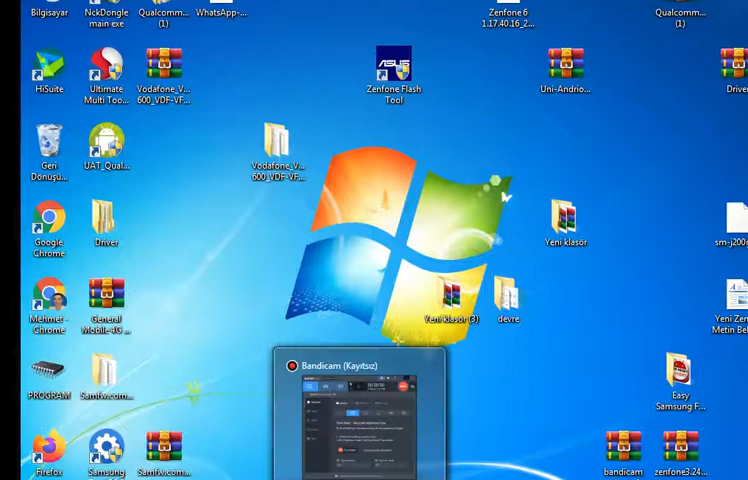 Bilgisayar
NckDongle
main exe
Qualcomm...
(1)
WhatsApp-...
Zenfone 6
1.17.40.16_2...
Qualcomm...
(1)
HiSuite
Ultimate
Multi Too...
Vodafone_V...
600_VDF-VF...
ASUS
Zenfone Flash
Tool
Uni-Andrio...
Driver
Geri
Dönüşü...
UAT_Qual...
Vodafone_V...
600_VDF-VF...
Google
Chrome
Driver
Yeni klasör
sm-j200
Mehmet -
Chrome
General
Mobile 4G ...
Yeni klasör (3)
devre
Yeni Zen
Metin Bel
Bandicam (Kayıtsız)
PROGRAM
Samfw.com...
Easy
Samsung F...
Firefox
Samsung
Samfw.com...
bandicam
zenfone3.24...